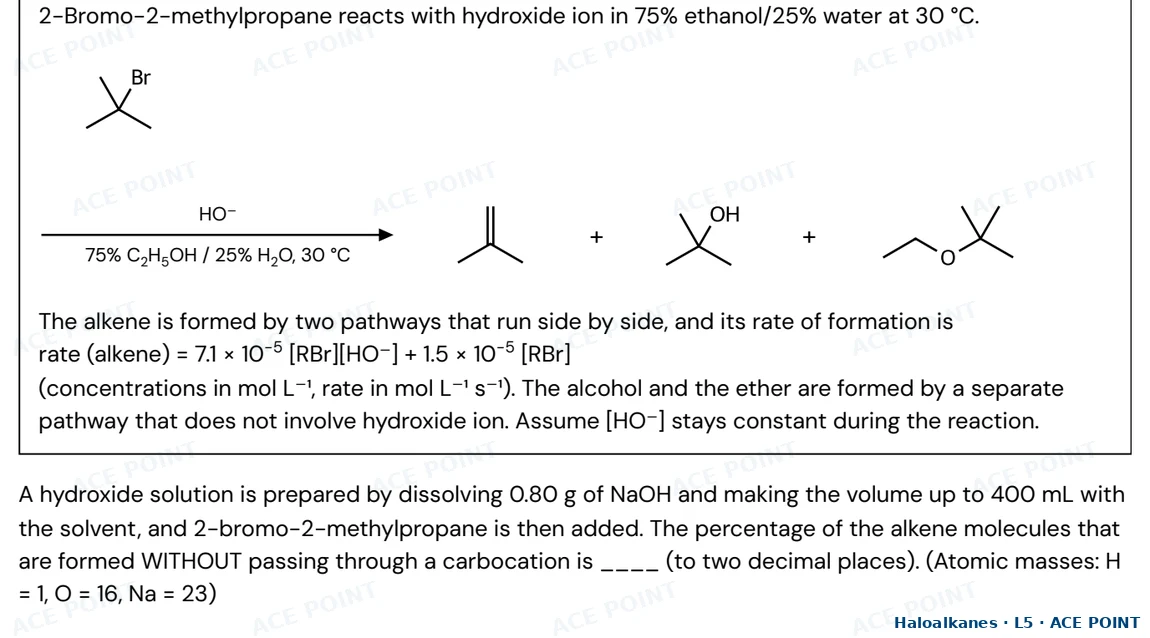 2-Bromo-2-methylpropane reacts with hydroxide ion in 75% ethanol/25% water at 30 °C.
Br
HO⁻
75% C₂H₅OH / 25% H₂O, 30 °C
+
OH
+
O
The alkene is formed by two pathways that run side by side, and its rate of formation is
rate (alkene) = 7.1 × 10⁻⁵ [RBr][HO⁻] + 1.5 × 10⁻⁵ [RBr]
(concentrations in mol L⁻¹, rate in mol L⁻¹ s⁻¹). The alcohol and the ether are formed by a separate
pathway that does not involve hydroxide ion. Assume [HO⁻] stays constant during the reaction.
A hydroxide solution is prepared by dissolving 0.80 g of NaOH and making the volume up to 400 mL with
the solvent, and 2-bromo-2-methylpropane is then added. The percentage of the alkene molecules that
are formed WITHOUT passing through a carbocation is ____ (to two decimal places). (Atomic masses: H
= 1, O = 16, Na = 23)
Haloalkanes · L5 · ACE POINT
ACE POINT